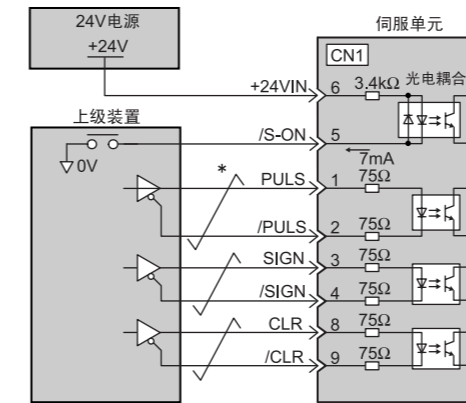 24V电源
+24V
伺服单元
CN1
+24VIN
6
3.4kΩ
光电耦合
上级装置
/S-ON
5
0V
7mA
*
PULS
1
75Ω
/PULS
2
75Ω
SIGN
3
75Ω
/SIGN
4
75Ω
CLR
8
75Ω
/CLR
9
75Ω